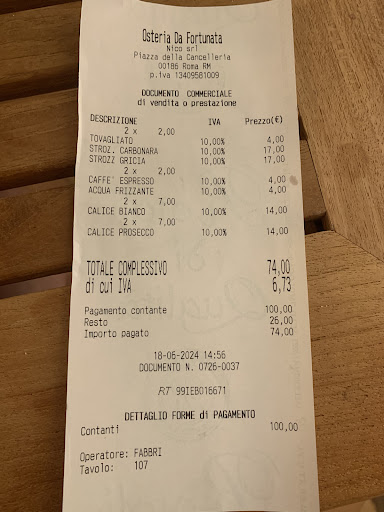 Osteria Da Fortunata
Nico srl
Piazza della Cancelleria
00186 Roma RM
p.iva 13409581009
DOCUMENTO COMMERCIALE
di vendita o prestazione
DESCRIZIONE IVA Prezzo(€)
2 x 2,00
TOVAGLIATO 10,00% 4,00
STROZ. CARBONARA 10,00% 17,00
STROZZ GRICIA 10,00% 17,00
2 x 2,00
CAFFE' ESPRESSO 10,00% 4,00
ACQUA FRIZZANTE 10,00% 4,00
2 x 7,00
CALICE BIANCO 10,00% 14,00
2 x 7,00
CALICE PROSECCO 10,00% 14,00
TOTALE COMPLESSIVO 74,00
di cui IVA 6,73
Pagamento contante 100,00
Resto 26,00
Importo pagato 74,00
18-06-2024 14:56
DOCUMENTO N. 0726-0037
RT 99IEB016671
DETTAGLIO FORME di PAGAMENTO
Contanti 100,00
Operatore: FABBRI
Tavolo: 107